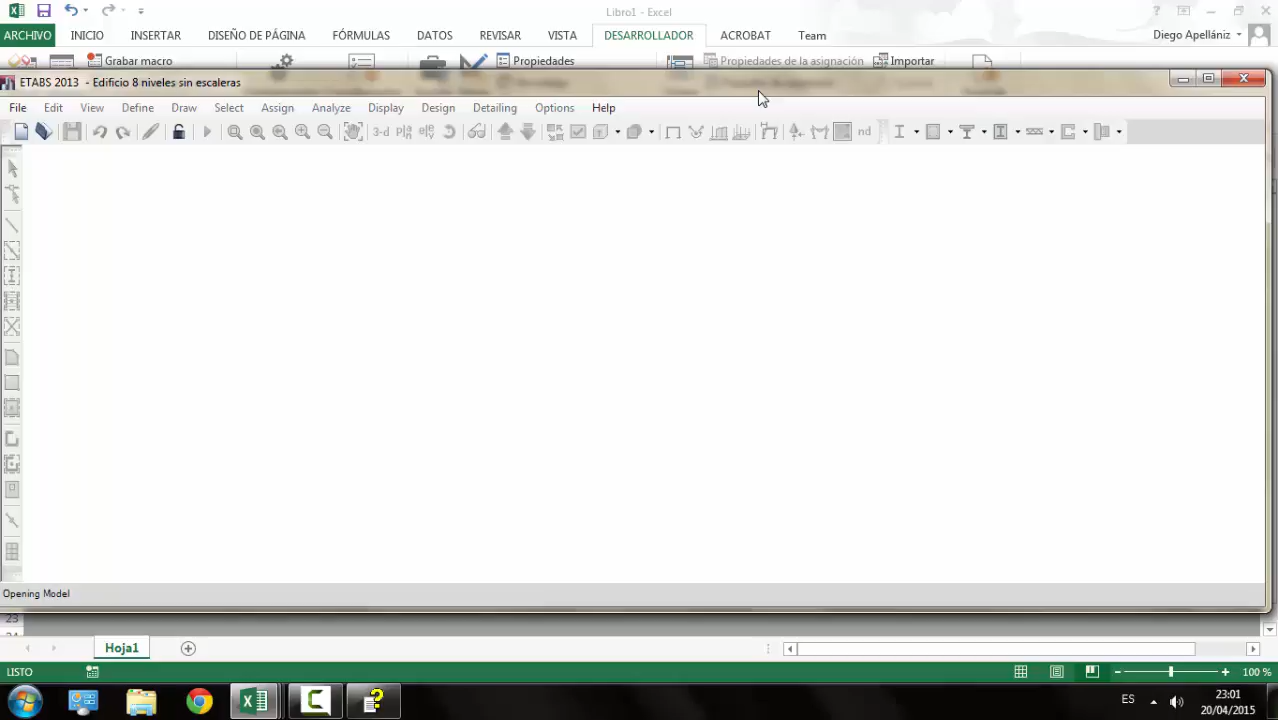 Libro1 - Excel
ARCHIVO INICIO INSERTAR DISEÑO DE PÁGINA FÓRMULAS DATOS REVISAR VISTA DESARROLLADOR ACROBAT Team Diego Apellániz
Grabar macro Propiedades Propiedades de la asignación Importar
ETABS 2013 - Edificio 8 niveles sin escaleras
File Edit View Define Draw Select Assign Analyze Display Design Detailing Options Help
3-d nd
Opening Model
23
Hoja1
LISTO 100 %
ES 23:01
20/04/2015